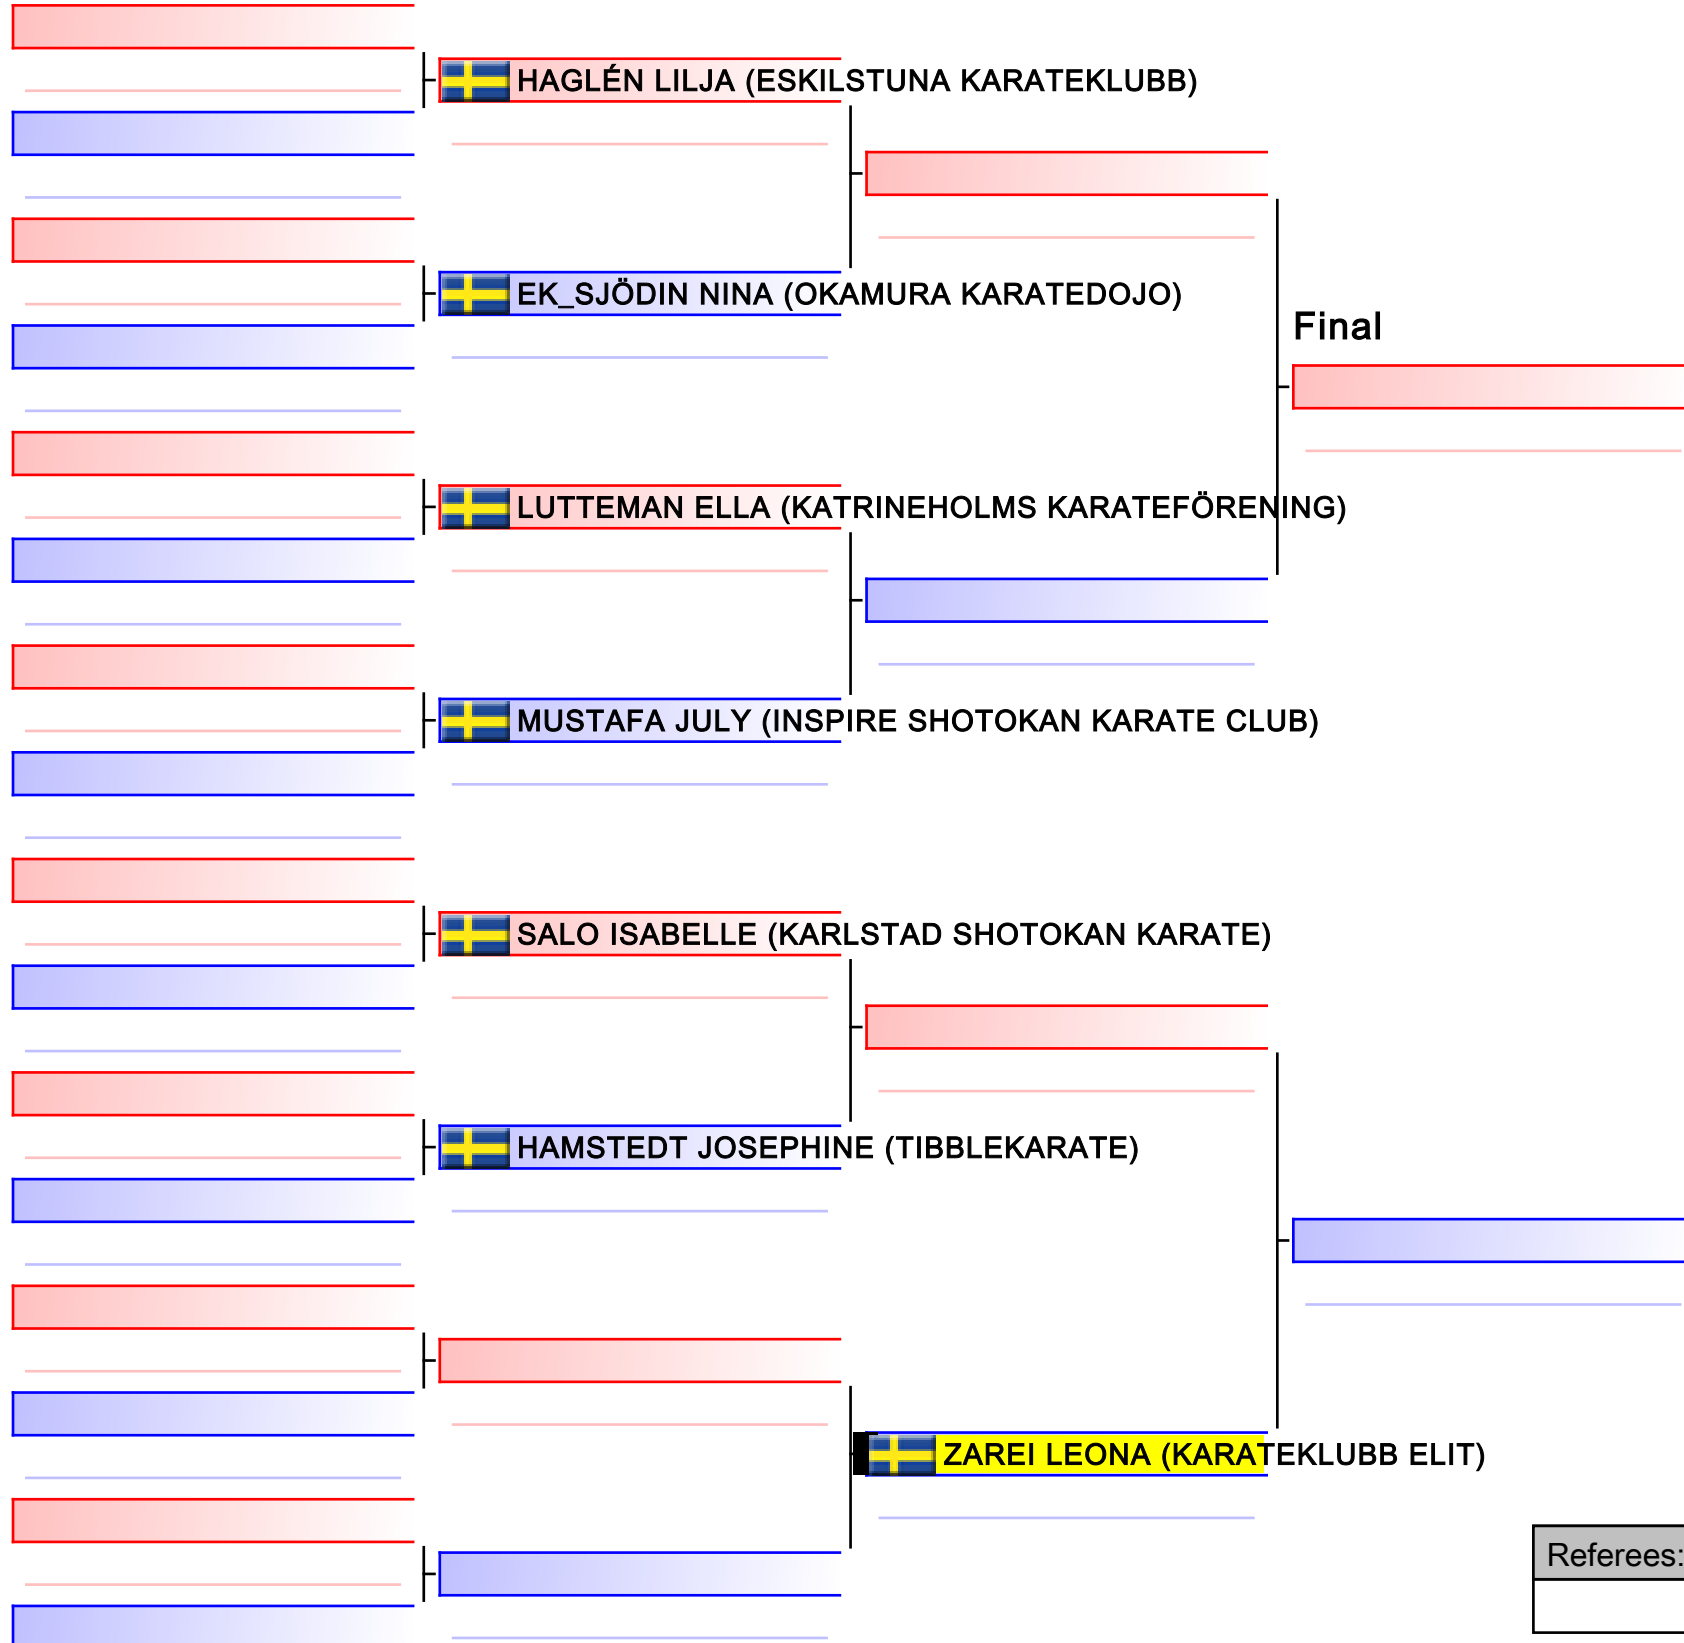 HAGLÉN LILJA (ESKILSTUNA KARATEKLUBB)
EK_SJÖDIN NINA (OKAMURA KARATEDOJO)
Final
LUTTEMAN ELLA (KATRINEHOLMS KARATEFÖRENING)
MUSTAFA JULY (INSPIRE SHOTOKAN KARATE CLUB)
SALO ISABELLE (KARLSTAD SHOTOKAN KARATE)
HAMSTEDT JOSEPHINE (TIBBLEKARATE)
ZAREI LEONA (KARATEKLUBB ELIT)
Referees: